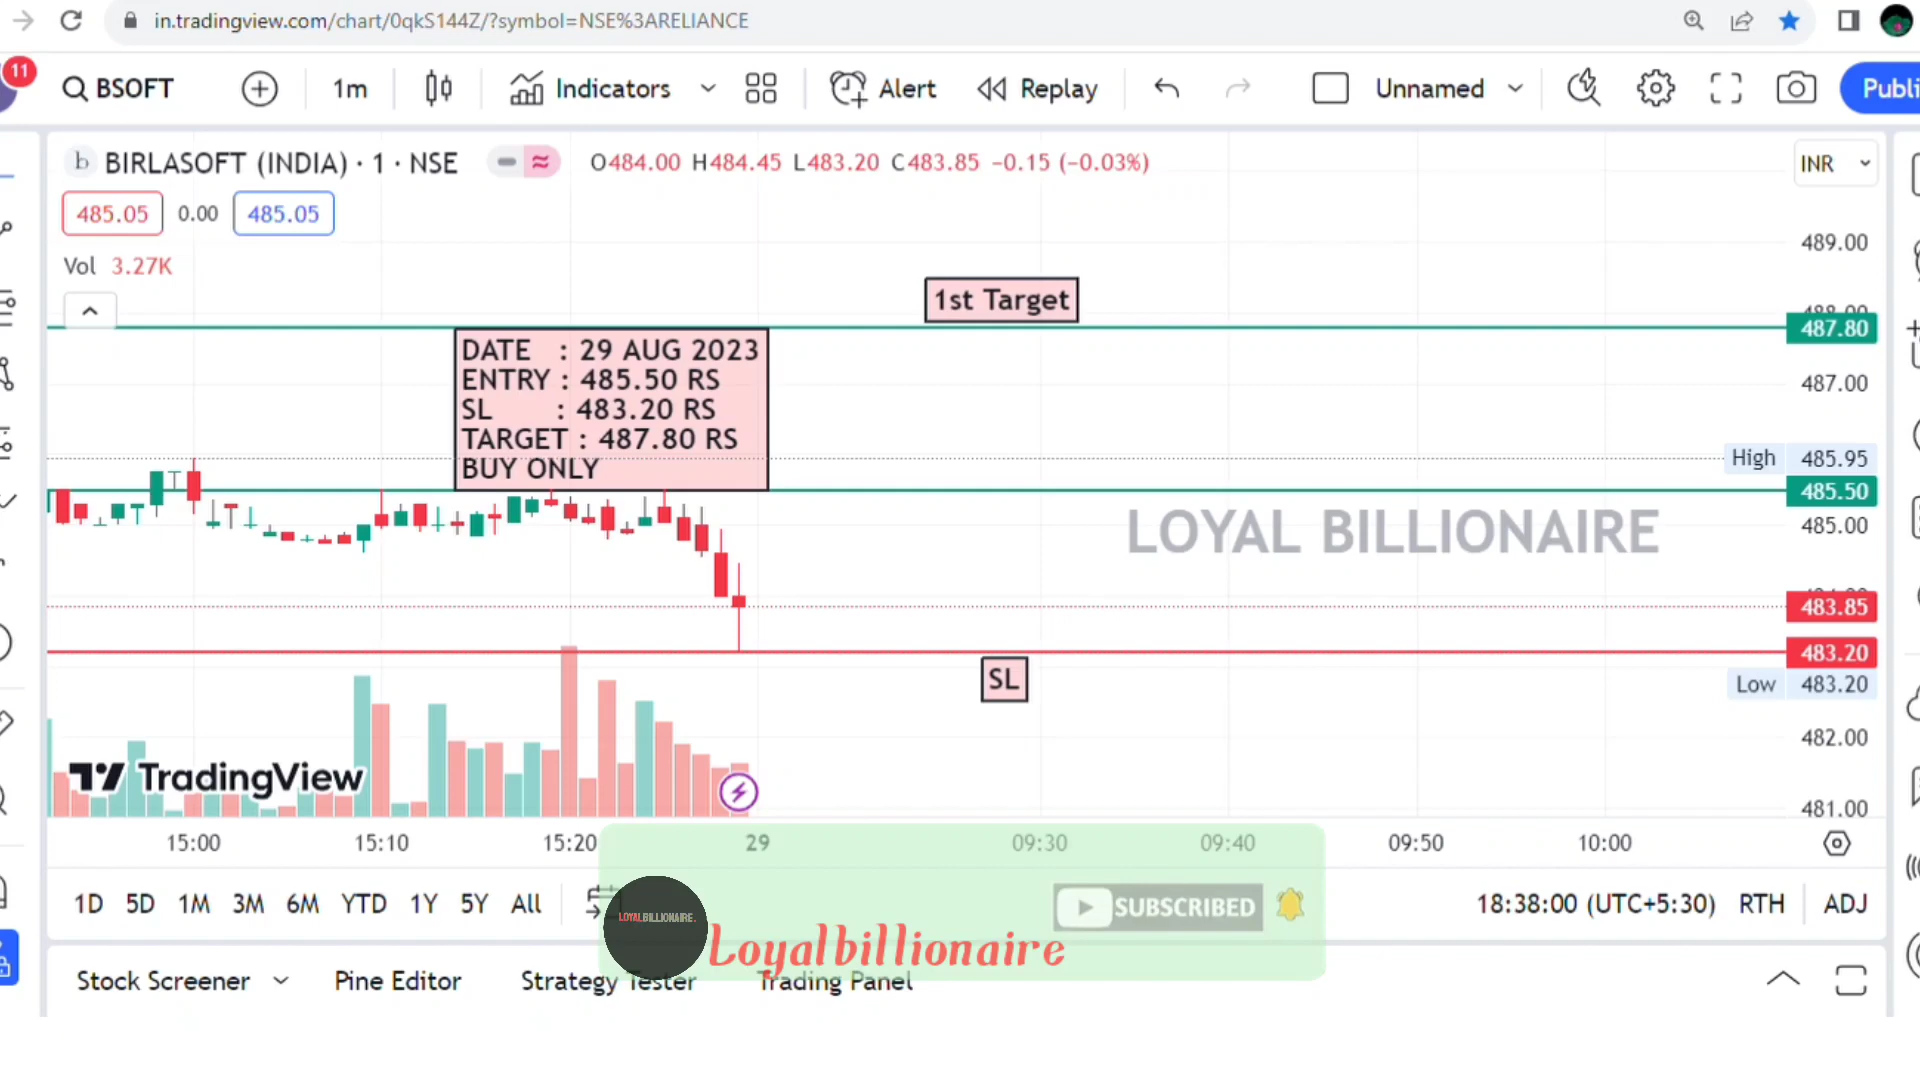 in.tradingview.com/chart/0qkS144Z/?symbol=NSE%3ARELIANCE
11
BSOFT 1m Indicators Alert Replay Unnamed Publi
b BIRLASOFT (INDIA) · 1 · NSE O484.00 H484.45 L483.20 C483.85 −0.15 (−0.03%) INR
485.05 0.00 485.05
489.00
Vol 3.27K
1st Target
488.00
487.80
DATE : 29 AUG 2023
ENTRY : 485.50 RS
487.00
SL : 483.20 RS
TARGET : 487.80 RS
BUY ONLY
High 485.95
485.50
485.00
LOYAL BILLIONAIRE
483.85
483.20
SL
Low 483.20
482.00
TradingView
481.00
15:00 15:10 15:20 29 09:30 09:40 09:50 10:00
1D 5D 1M 3M 6M YTD 1Y 5Y All
LOYALBILLIONAIRE.
SUBSCRIBED
18:38:00 (UTC+5:30) RTH ADJ
Loyalbillionaire
Stock Screener Pine Editor Strategy Tester Trading Panel